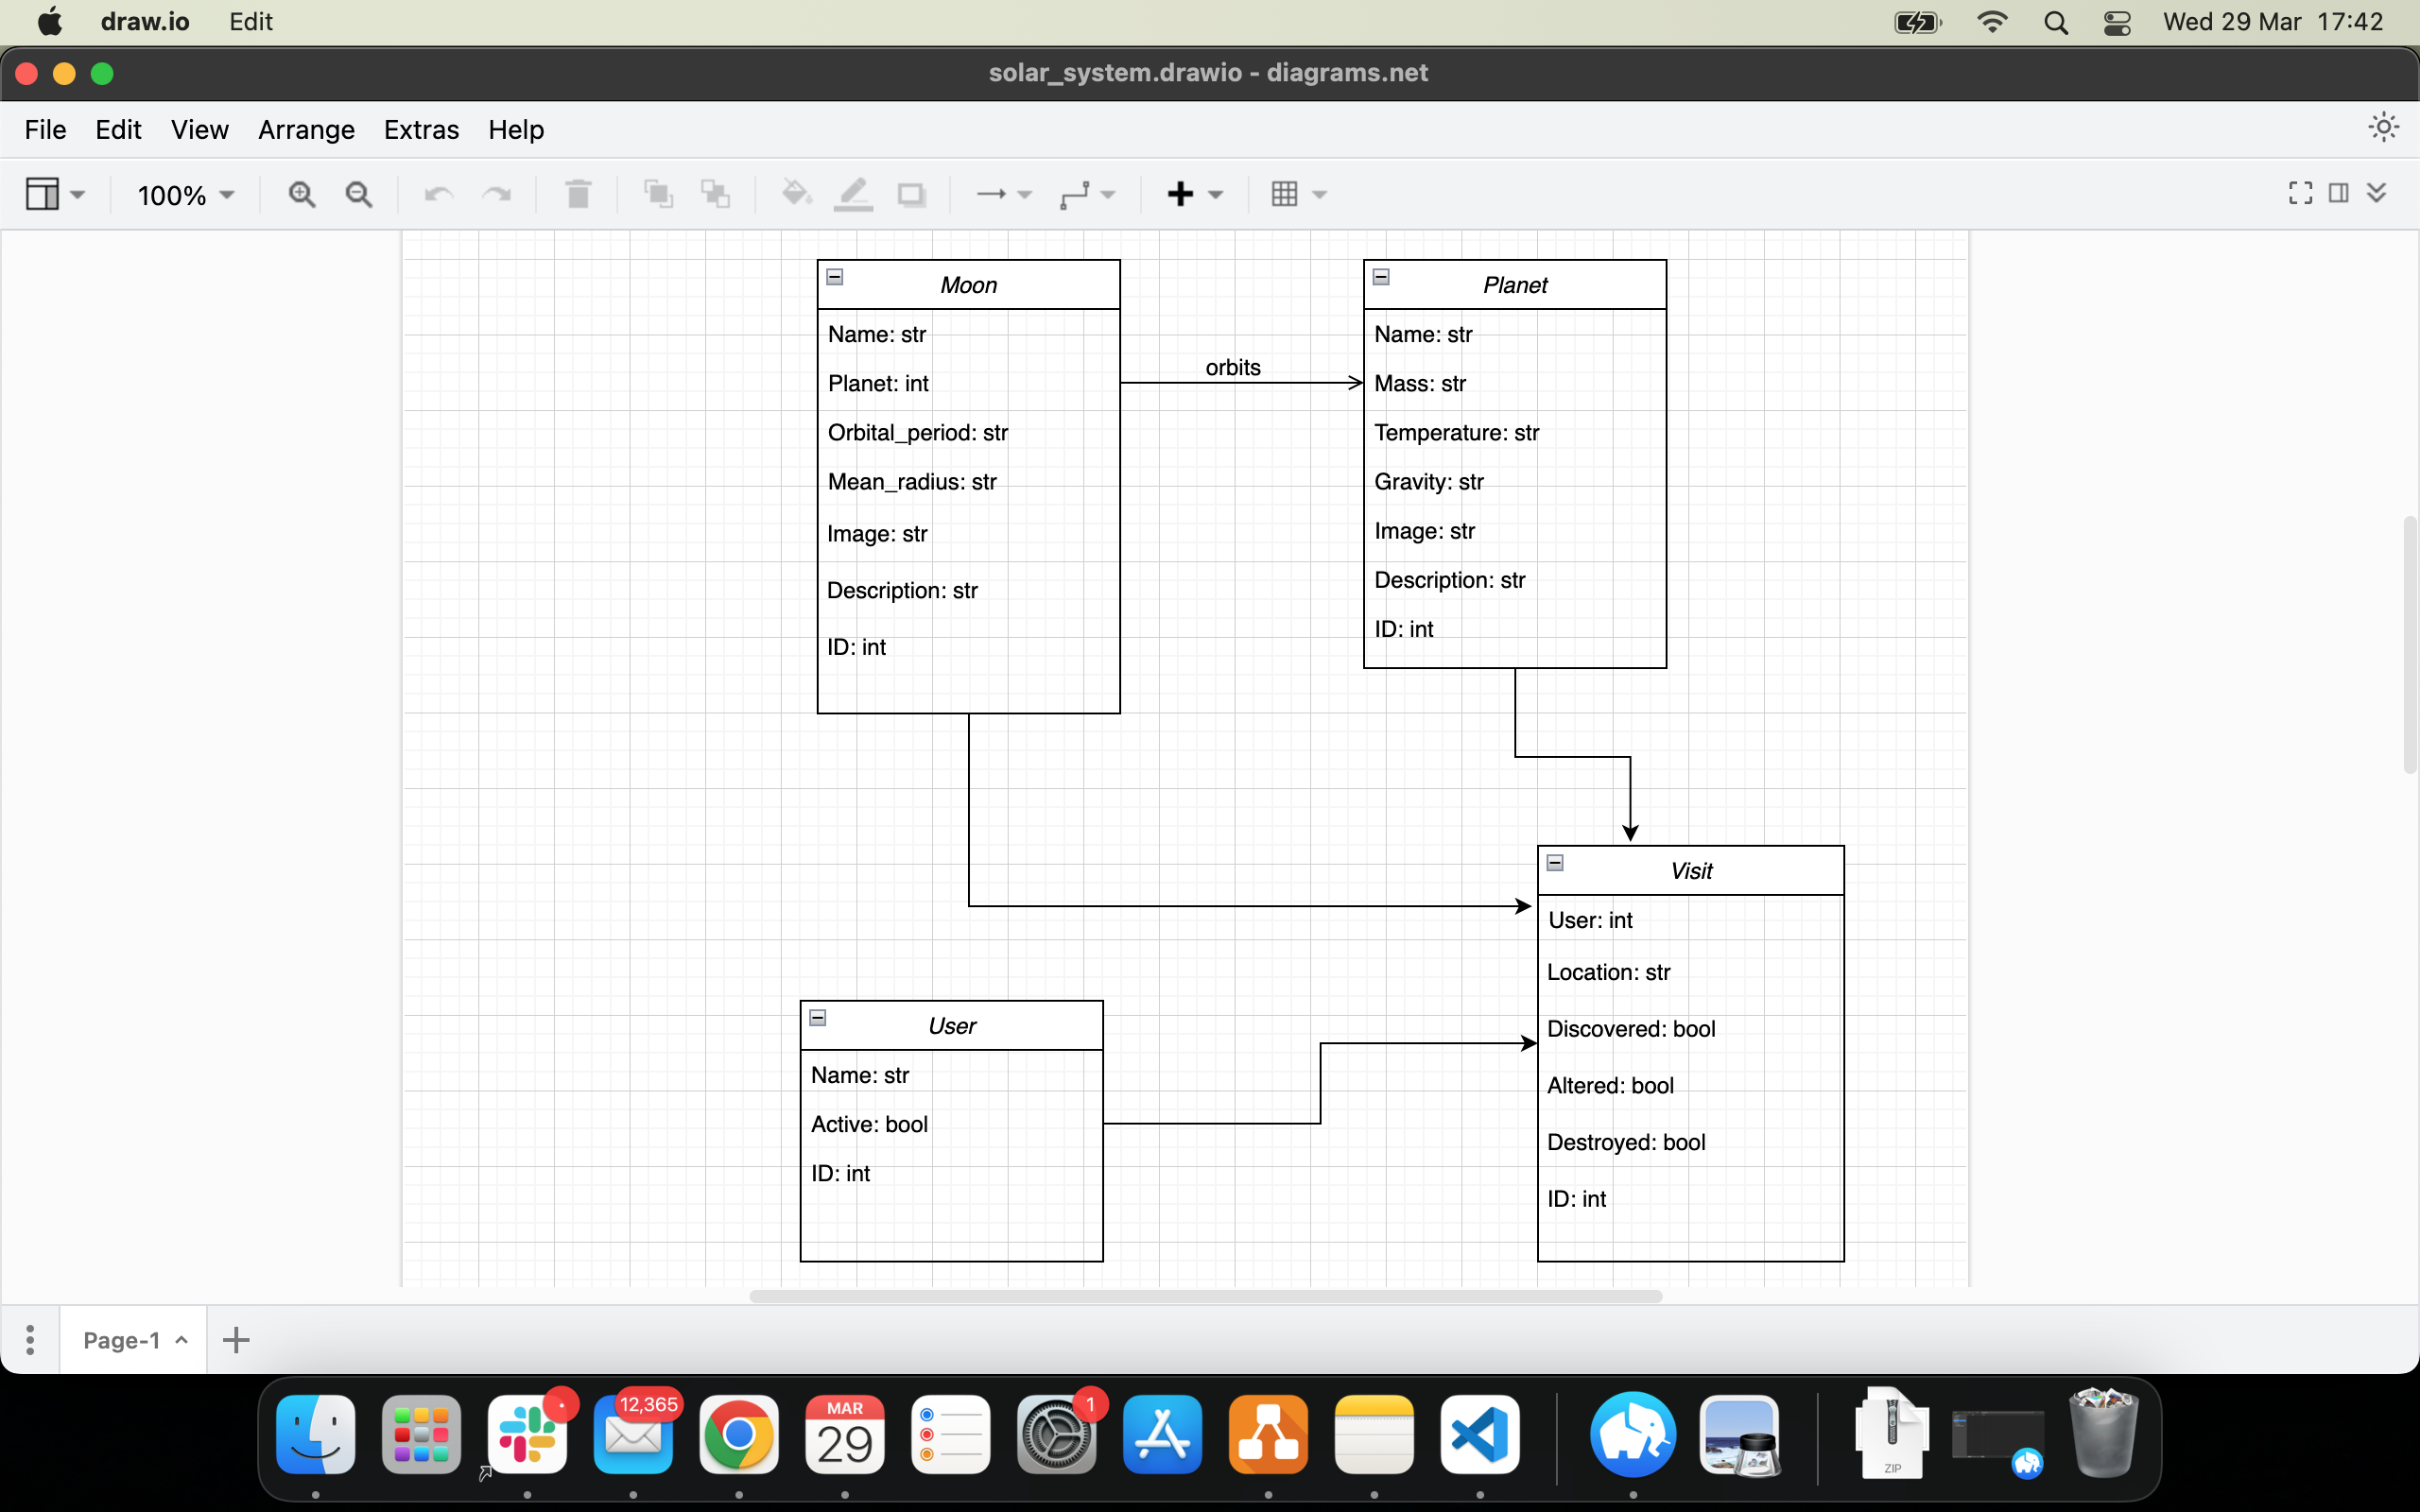 draw.io Edit Wed 29 Mar 17:42
solar_system.drawio - diagrams.net
File Edit View Arrange Extras Help
100%
Moon
Name: str
Planet: int
Orbital_period: str
Mean_radius: str
Image: str
Description: str
ID: int
orbits
Planet
Name: str
Mass: str
Temperature: str
Gravity: str
Image: str
Description: str
ID: int
Visit
User: int
Location: str
Discovered: bool
Altered: bool
Destroyed: bool
ID: int
User
Name: str
Active: bool
ID: int
Page-1
12,365
MAR
29
1
ZIP